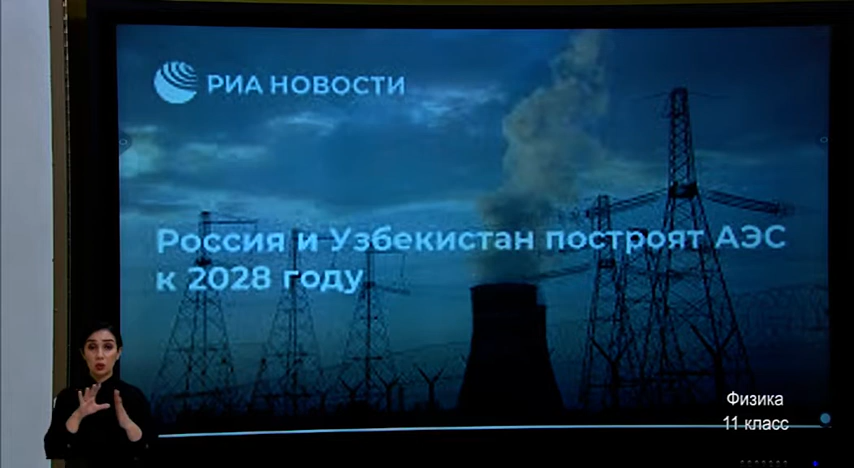 РИА НОВОСТИ
Россия и Узбекистан построят АЭС
к 2028 году
Физика
11 класс